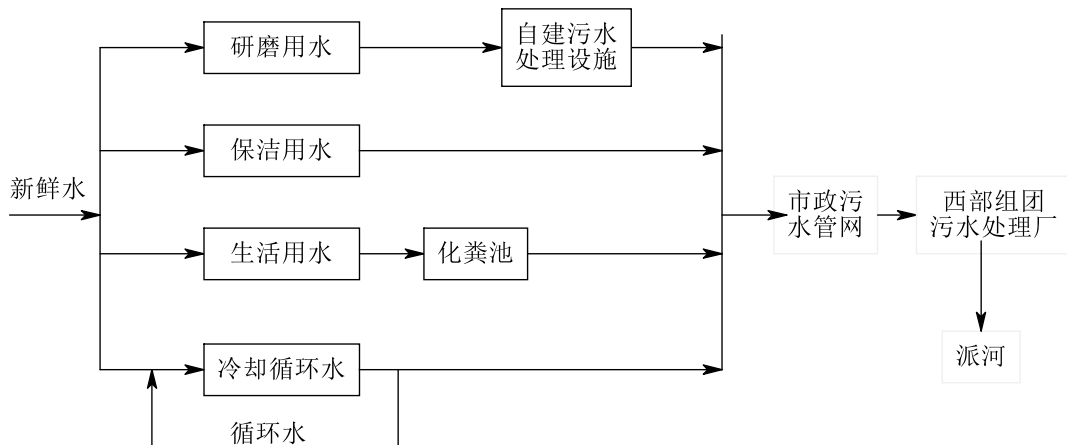 研磨用水
自建污水
处理设施
保洁用水
新鲜水
市政污
水管网
西部组团
污水处理厂
生活用水
化粪池
冷却循环水
派河
循环水